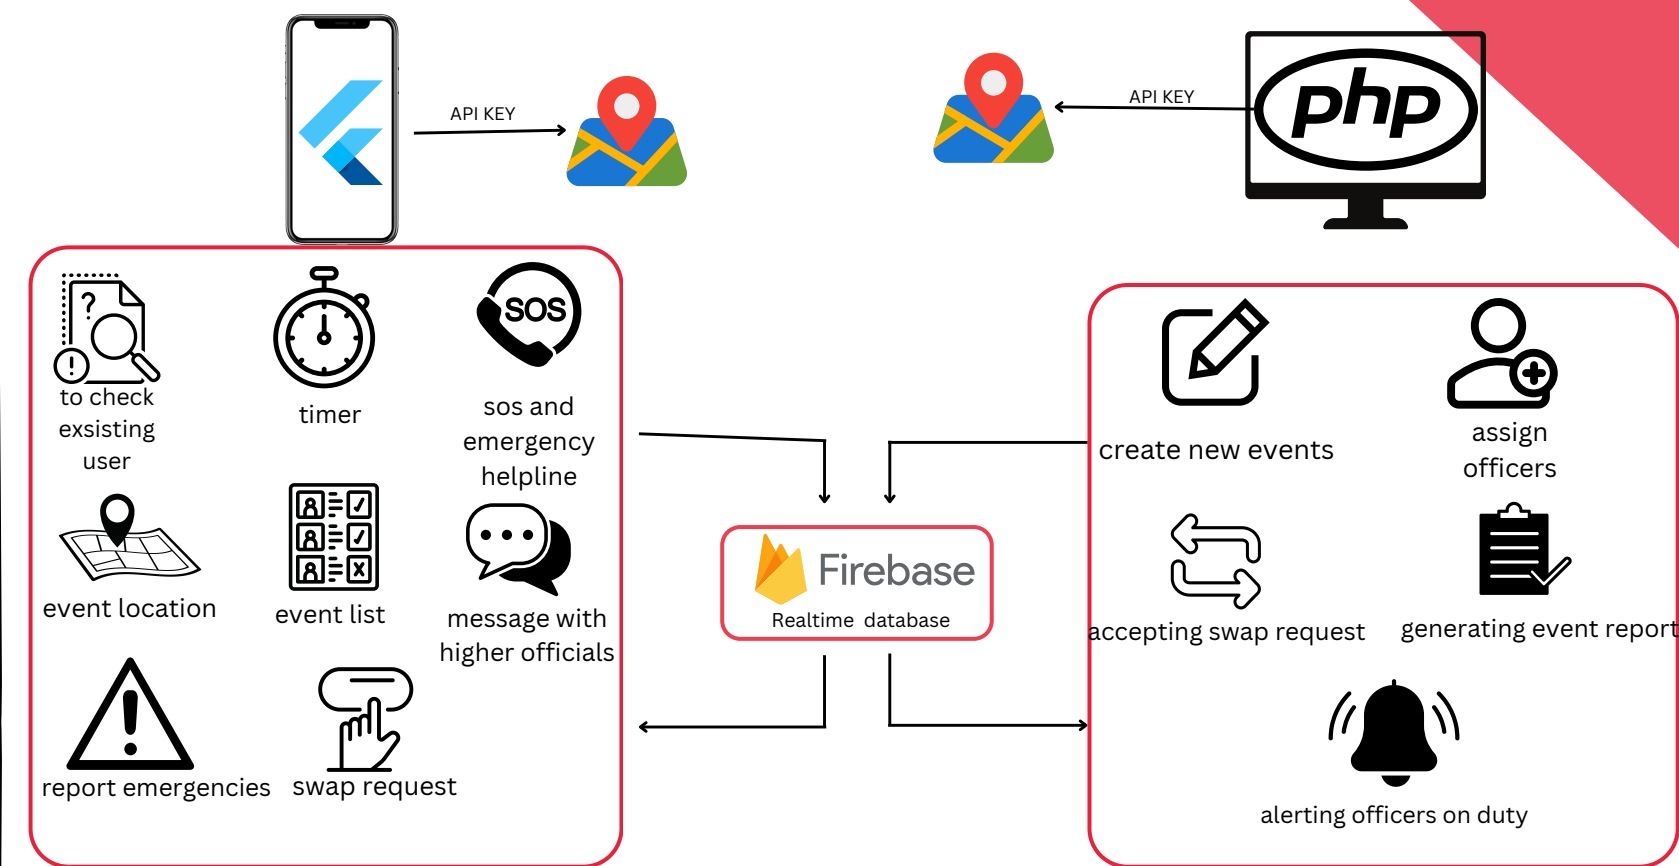 API KEY
API KEY
php
?
!
SOS
to check
exsisting
user
timer
sos and
emergency
helpline
create new events
assign
officers
event location
event list
message with
higher officials
Firebase
Realtime database
accepting swap request
generating event report
report emergencies
swap request
alerting officers on duty